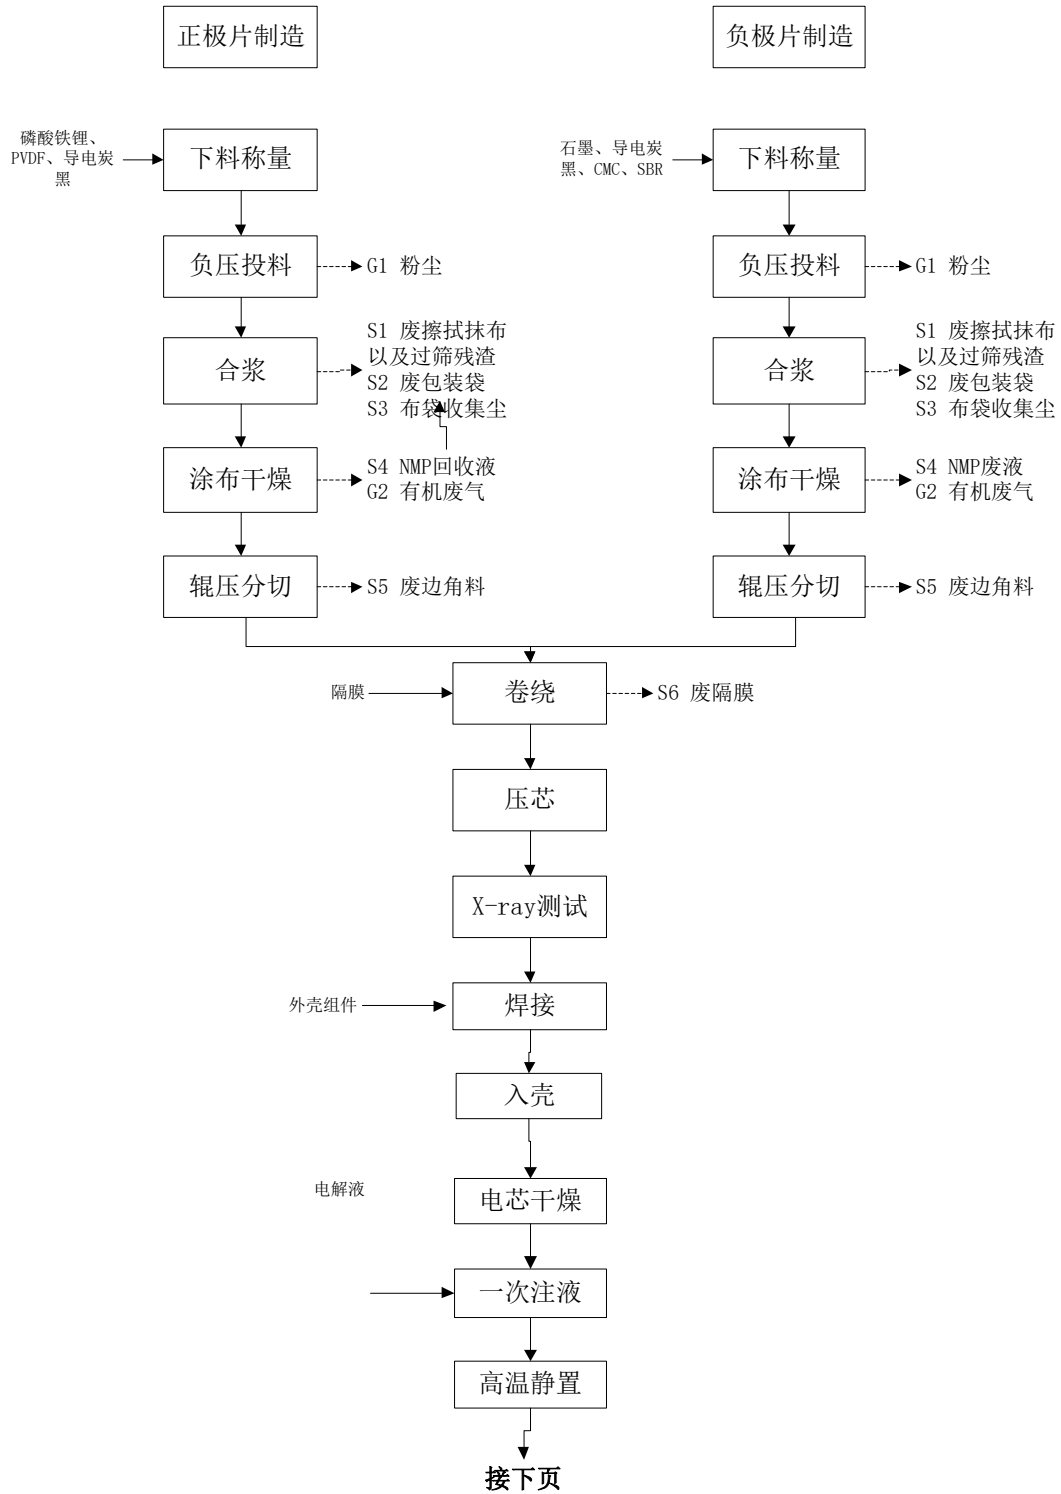 正极片制造
负极片制造
磷酸铁锂、
PVDF、导电炭
黑
下料称量
石墨、导电炭
黑、CMC、SBR
下料称量
负压投料
G1 粉尘
负压投料
G1 粉尘
合浆
S1 废擦拭抹布
以及过筛残渣
S2 废包装袋
S3 布袋收集尘
合浆
S1 废擦拭抹布
以及过筛残渣
S2 废包装袋
S3 布袋收集尘
涂布干燥
S4 NMP回收液
G2 有机废气
涂布干燥
S4 NMP废液
G2 有机废气
辊压分切
S5 废边角料
辊压分切
S5 废边角料
隔膜
卷绕
S6 废隔膜
压芯
X-ray测试
外壳组件
焊接
入壳
电解液
电芯干燥
一次注液
高温静置
接下页